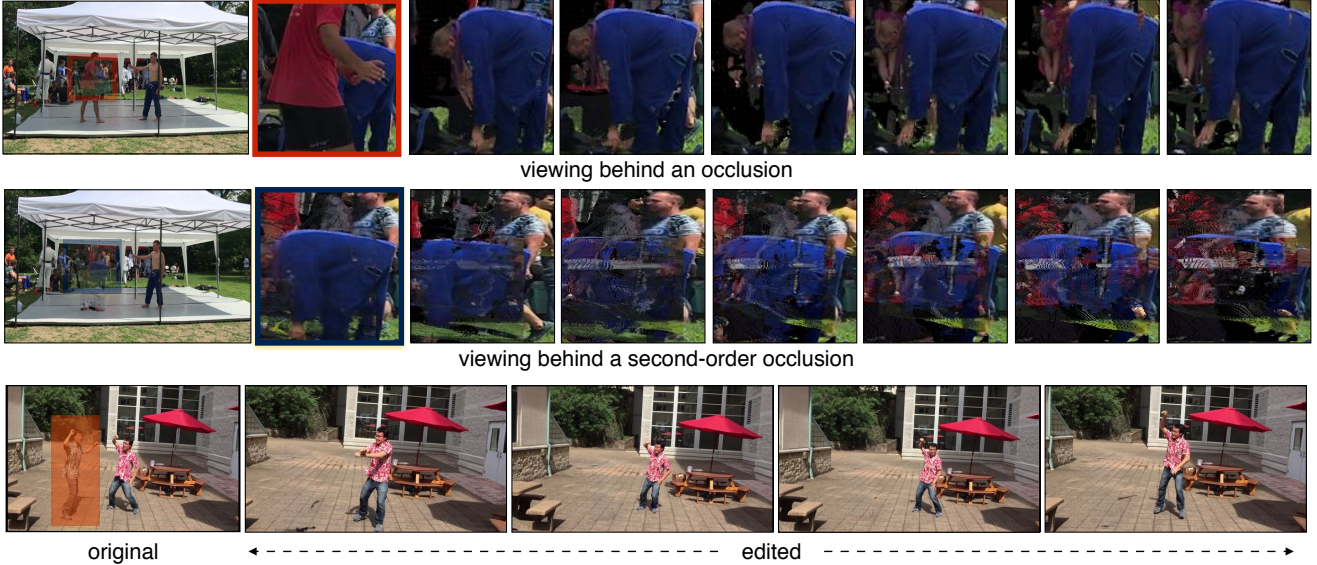 viewing behind an occlusion
viewing behind a second-order occlusion
original
edited